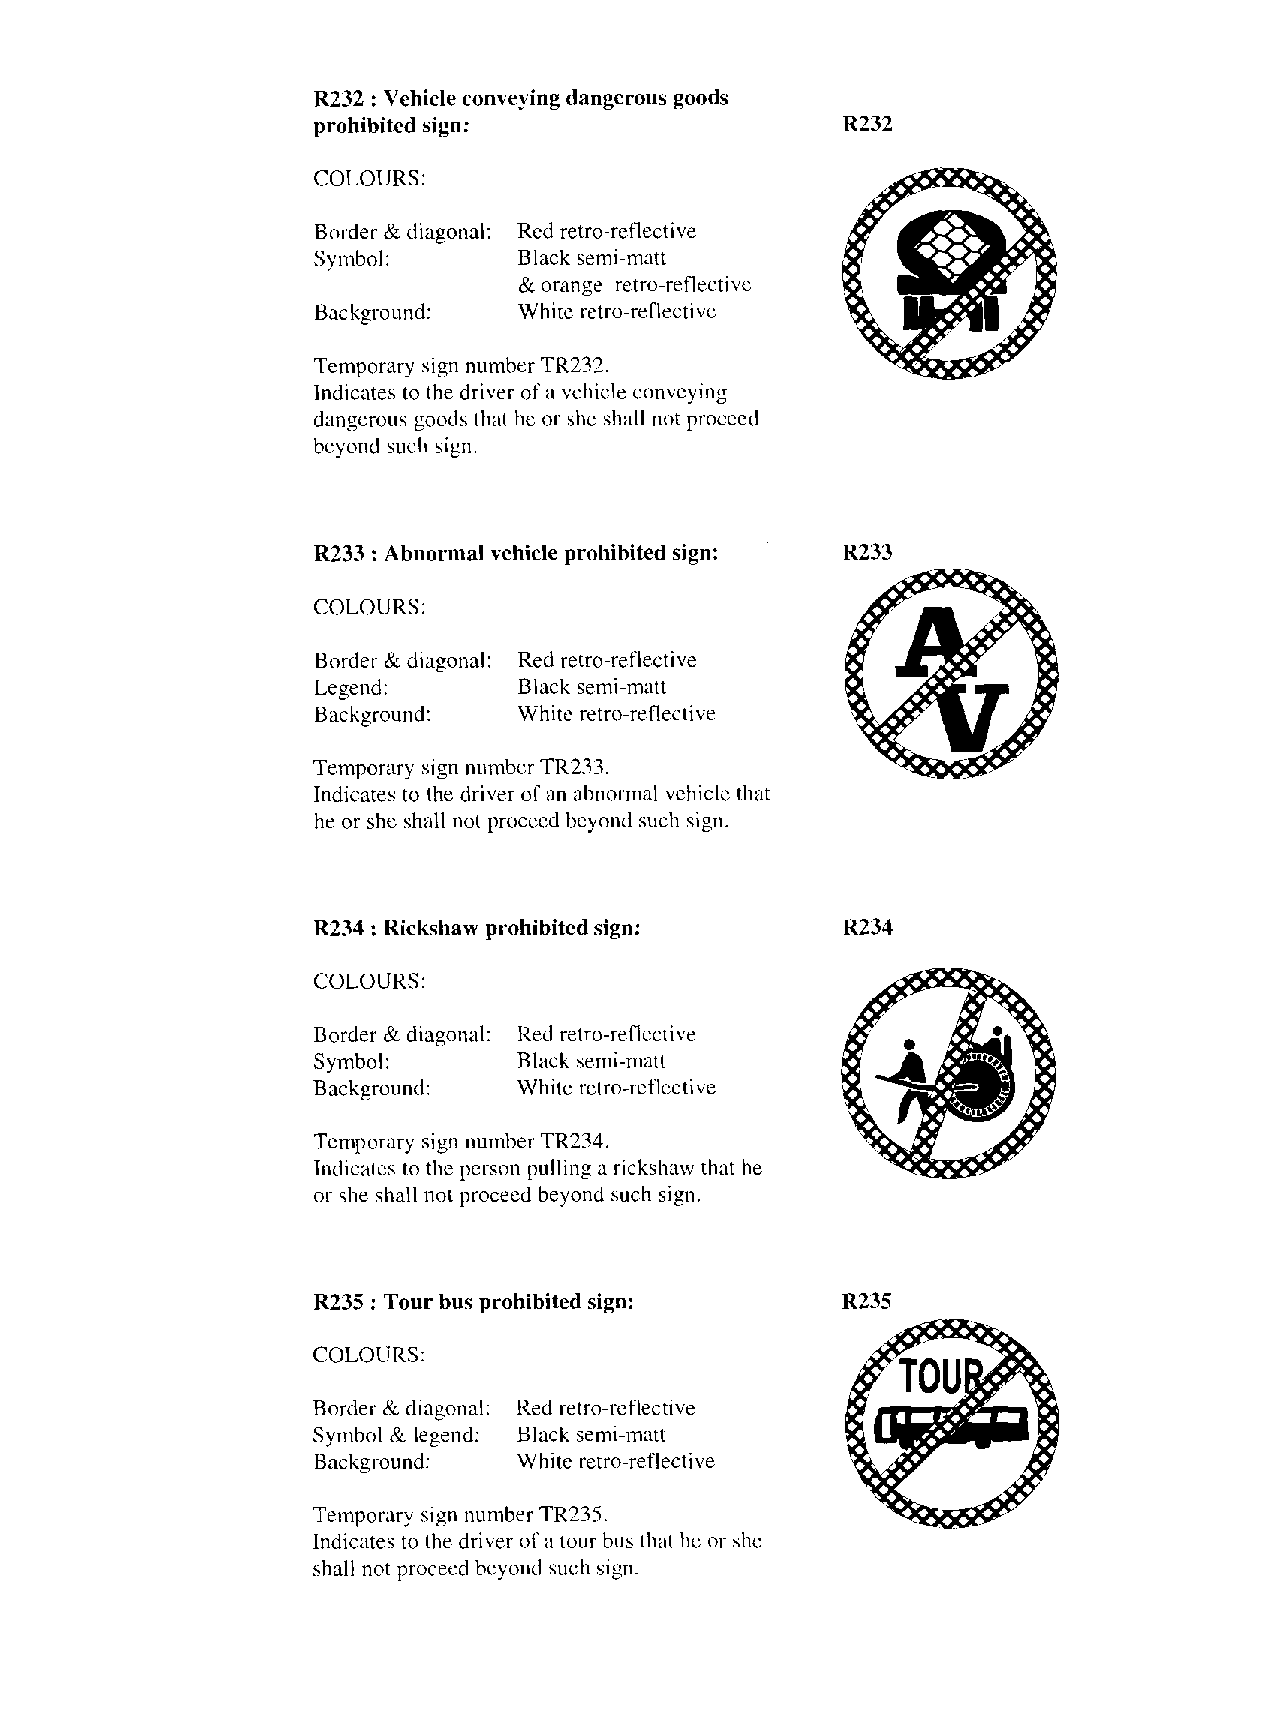 R232 : Vehicle conveying dangerous goods
prohibited sign:
R232
COLOURS:
Border & diagonal: Red retro-reflective
Symbol: Black semi-matt
& orange retro-reflective
Background: White retro-reflective
Temporary sign number TR232.
Indicates to the driver of a vehicle conveying
dangerous goods that he or she shall not proceed
beyond such sign.
R233 : Abnormal vehicle prohibited sign:
R233
COLOURS:
A
V
Border & diagonal: Red retro-reflective
Legend: Black semi-matt
Background: White retro-reflective
Temporary sign number TR233.
Indicates to the driver of an abnormal vehicle that
he or she shall not proceed beyond such sign.
R234 : Rickshaw prohibited sign:
R234
COLOURS:
Border & diagonal: Red retro-reflective
Symbol: Black semi-matt
Background: White retro-reflective
Temporary sign number TR234.
Indicates to the person pulling a rickshaw that he
or she shall not proceed beyond such sign.
R235 : Tour bus prohibited sign:
R235
COLOURS:
TOUR
Border & diagonal: Red retro-reflective
Symbol & legend: Black semi-matt
Background: White retro-reflective
Temporary sign number TR235.
Indicates to the driver of a tour bus that he or she
shall not proceed beyond such sign.